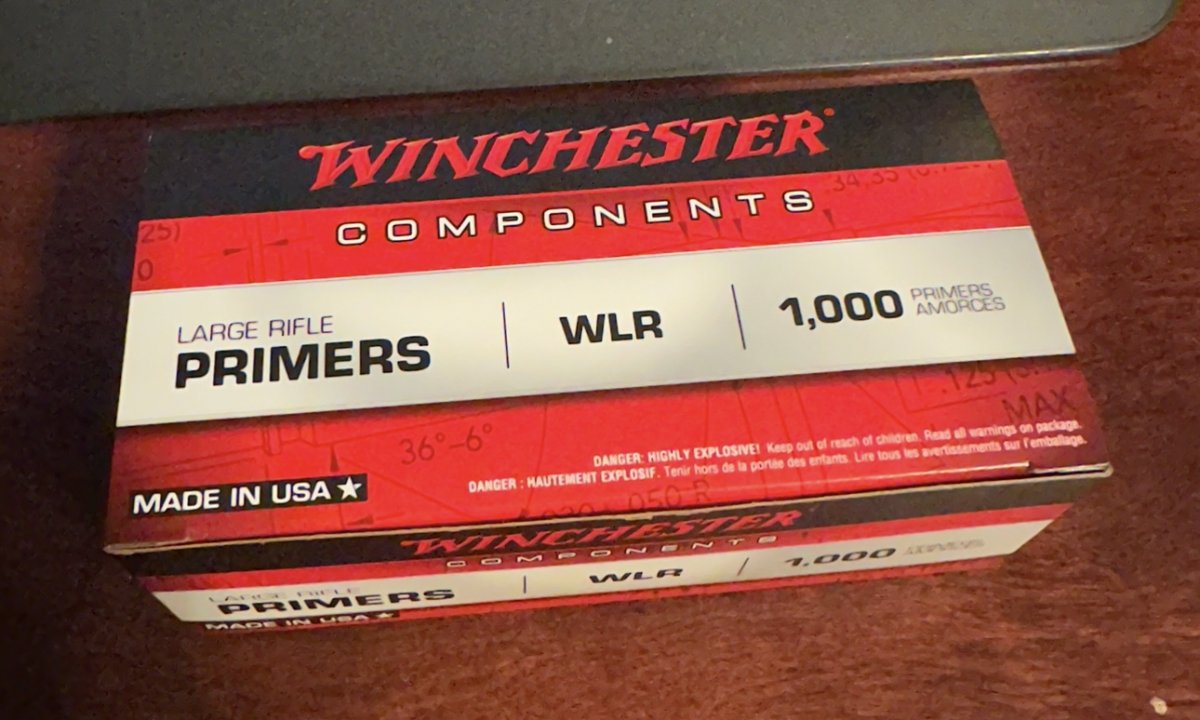 WINCHESTER
COMPONENTS
25)
0
LARGE RIFLE
PRIMERS
WLR
1,000
PRIMERS
AMORCES
36°–6°
MAX
DANGER: HIGHLY EXPLOSIVE! Keep out of reach of children. Read all warnings on package.
DANGER : HAUTEMENT EXPLOSIF. Tenir hors de la portée des enfants. Lire tous les avertissements sur l'emballage.
MADE IN USA
.050 R
WINCHESTER
COMPONENTS
LARGE RIFLE
PRIMERS
WLR
1,000
MADE IN USA